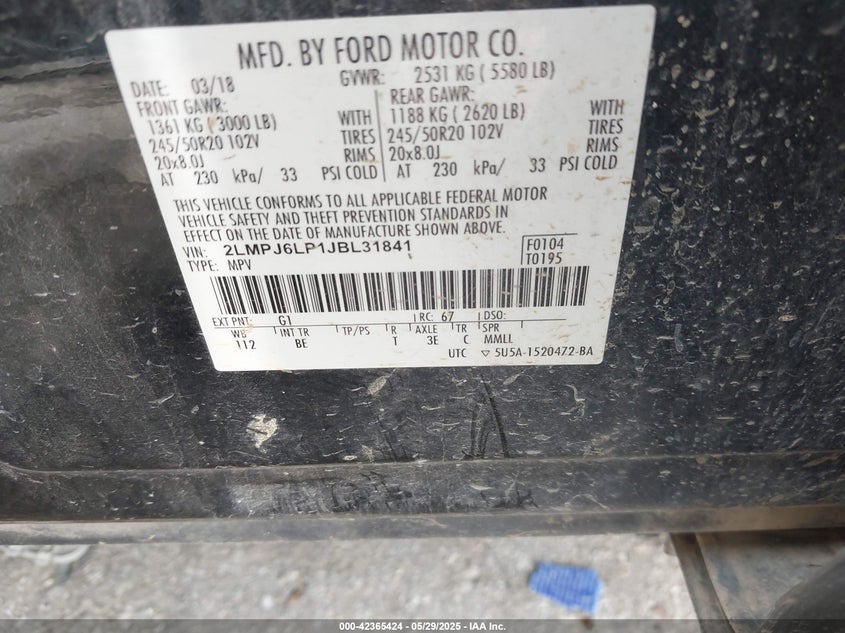 MFD. BY FORD MOTOR CO.
DATE: 03/18 GVWR: 2531 KG ( 5580 LB)
FRONT GAWR: REAR GAWR:
1361 KG ( 3000 LB) WITH 1188 KG ( 2620 LB) WITH
245/50R20 102V TIRES 245/50R20 102V TIRES
20x8.0J RIMS 20x8.0J RIMS
AT 230 kPa/ 33 PSI COLD AT 230 kPa/ 33 PSI COLD
THIS VEHICLE CONFORMS TO ALL APPLICABLE FEDERAL MOTOR
VEHICLE SAFETY AND THEFT PREVENTION STANDARDS IN
EFFECT ON THE DATE OF MANUFACTURE SHOWN ABOVE.
VIN: 2LMPJ6LP1JBL31841 F0104
TYPE: MPV T0195
EXT PNT: G1 RC: 67 DSO:
WB INT TR TP/PS R AXLE TR SPR
112 BE T 3E C MMLL
UTC ▽ 5U5A-1520472-BA
000-42365424 | 05/29/2025 | IAA Inc.